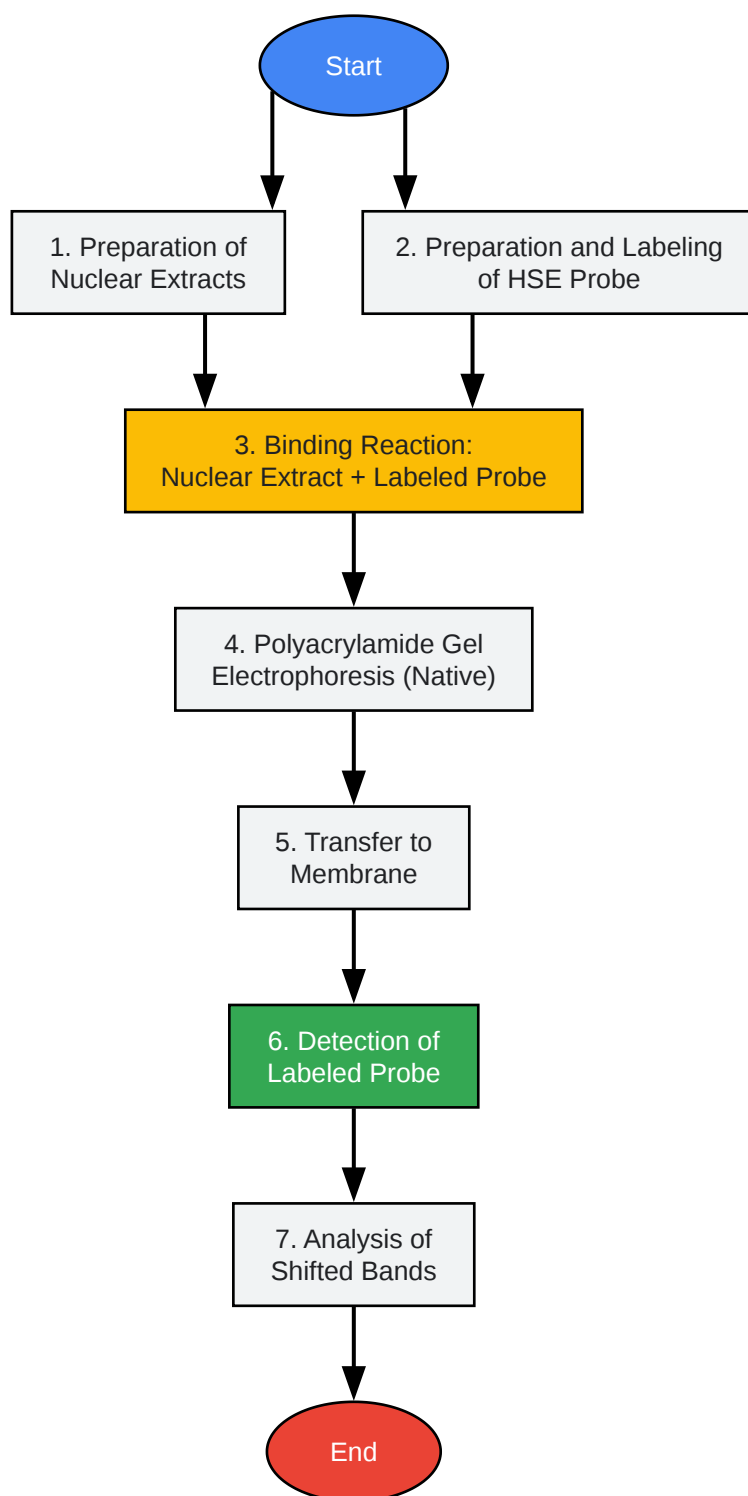 Start
1. Preparation of
Nuclear Extracts
2. Preparation and Labeling
of HSE Probe
3. Binding Reaction:
Nuclear Extract + Labeled Probe
4. Polyacrylamide Gel
Electrophoresis (Native)
5. Transfer to
Membrane
6. Detection of
Labeled Probe
7. Analysis of
Shifted Bands
End